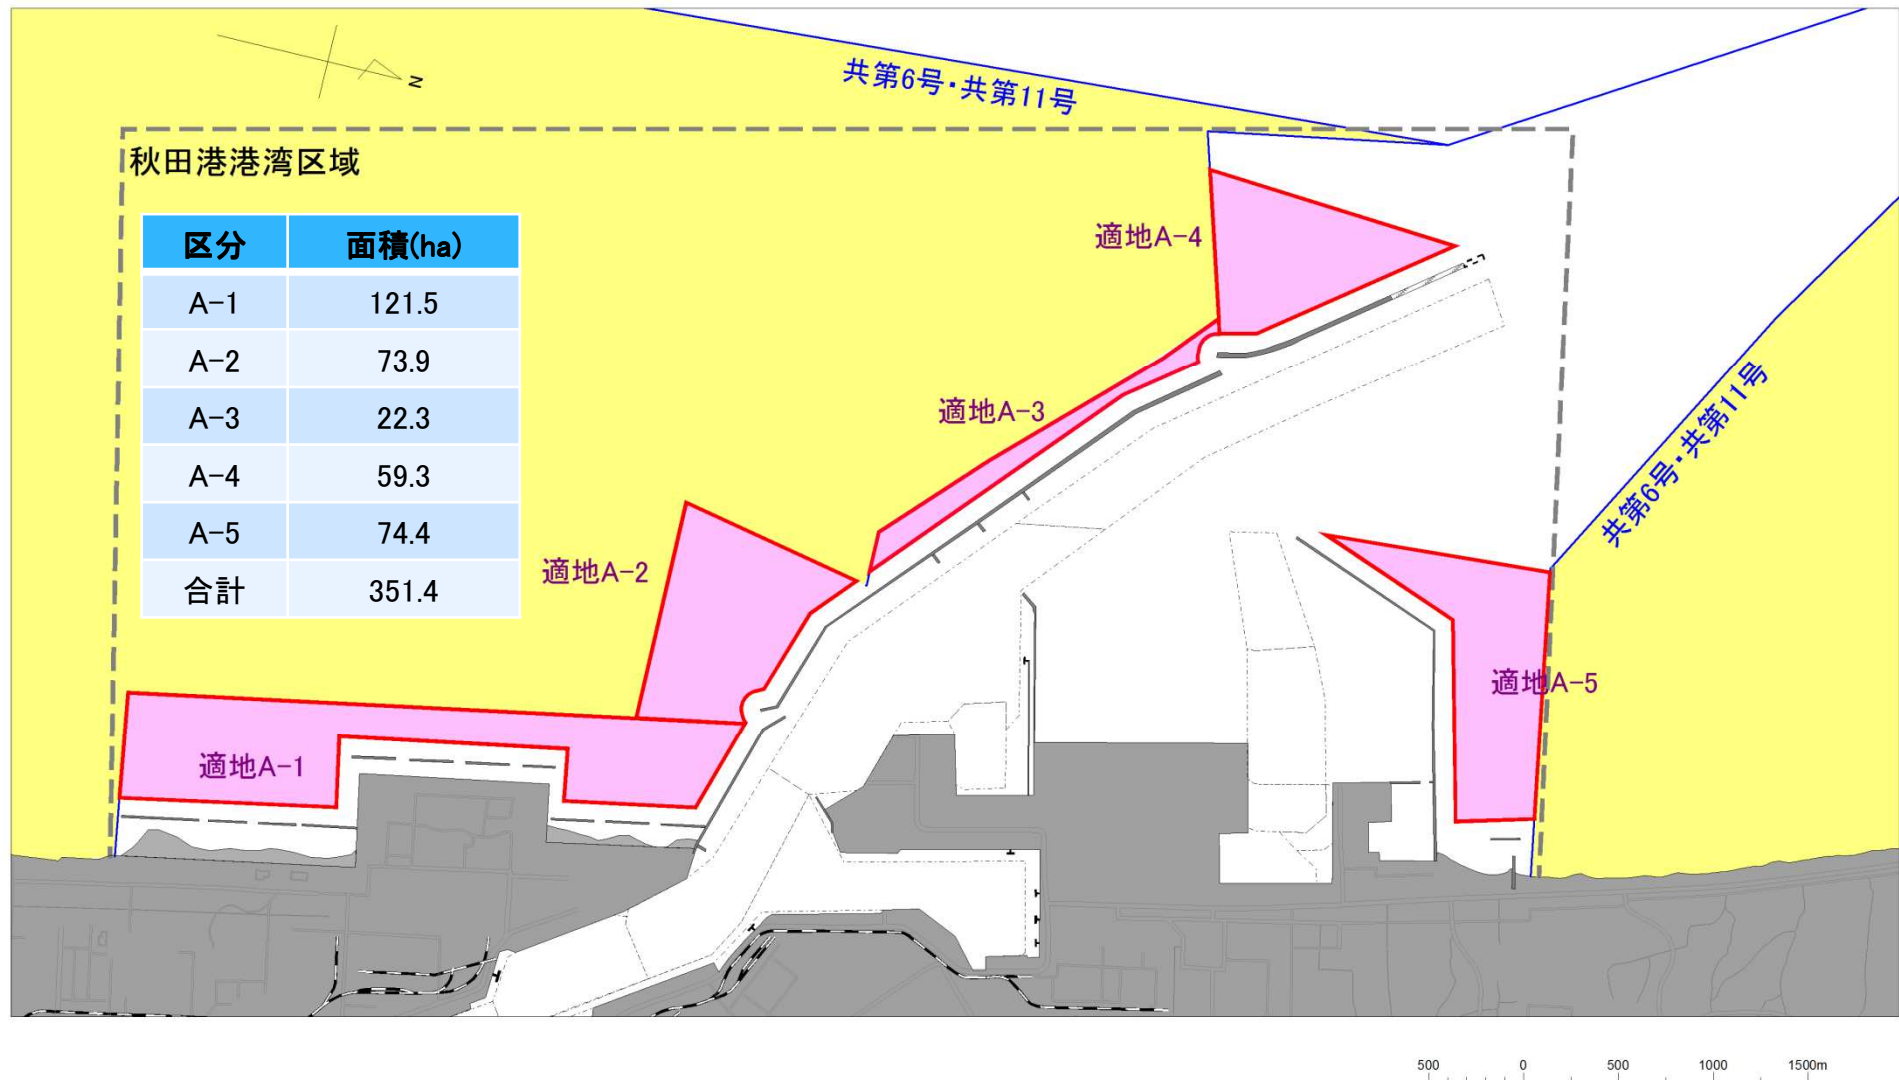 N
共第6号・共第11号
秋田港港湾区域
区分 面積(ha)
A-1 121.5
A-2 73.9
A-3 22.3
A-4 59.3
A-5 74.4
合計 351.4
適地A-4
適地A-3
共第6号・共第11号
適地A-2
適地A-5
適地A-1
500 0 500 1000 1500m